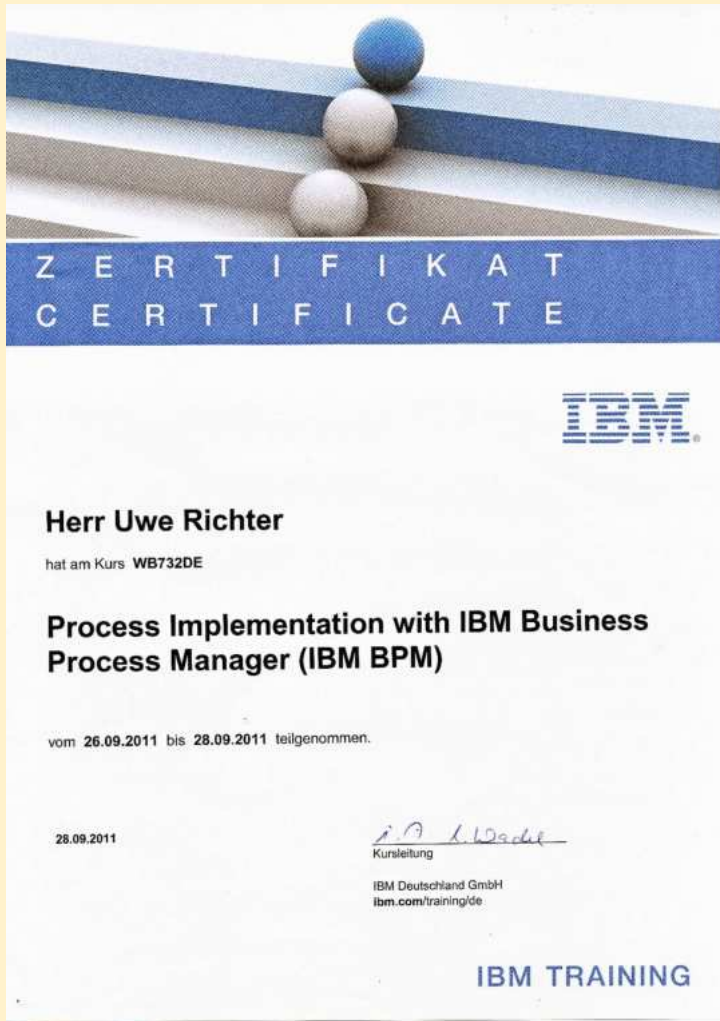 ZERTIFIKAT
CERTIFICATE
IBM®
Herr Uwe Richter
hat am Kurs WB732DE
Process Implementation with IBM Business
Process Manager (IBM BPM)
vom 26.09.2011 bis 28.09.2011 teilgenommen.
28.09.2011
i.A
Kursleitung
IBM Deutschland GmbH
ibm.com/training/de
IBM TRAINING